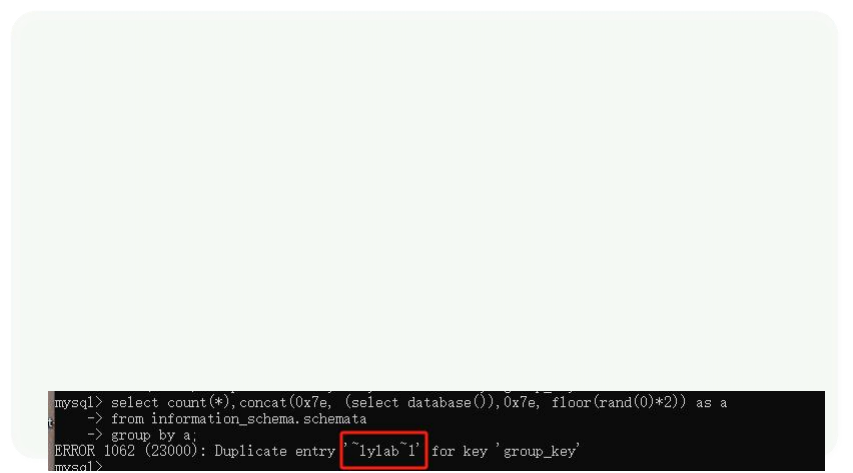 mysql> select count(*),concat(0x7e, (select database()),0x7e, floor(rand(0)*2)) as a
-> from information_schema.schemata
-> group by a;
ERROR 1062 (23000): Duplicate entry '~lylab~1' for key 'group_key'
mysql>